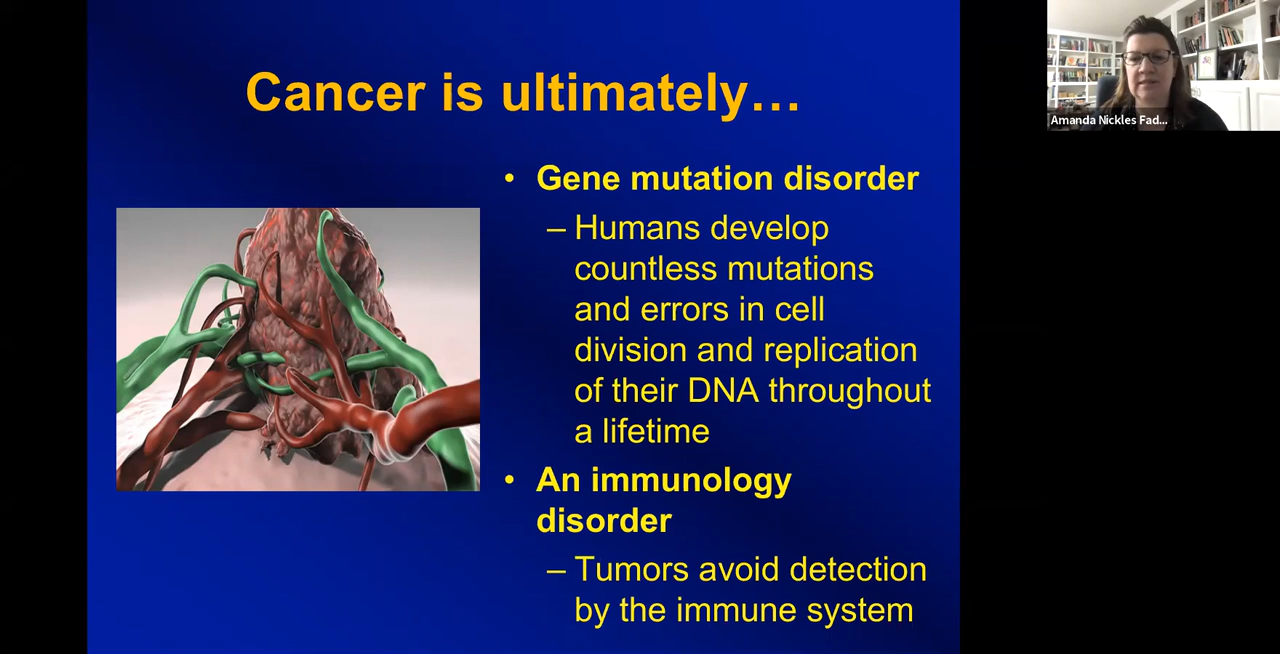 Cancer is ultimately…
• Gene mutation disorder
– Humans develop
countless mutations
and errors in cell
division and replication
of their DNA throughout
a lifetime
• An immunology
disorder
– Tumors avoid detection
by the immune system
Amanda Nickles Fad...